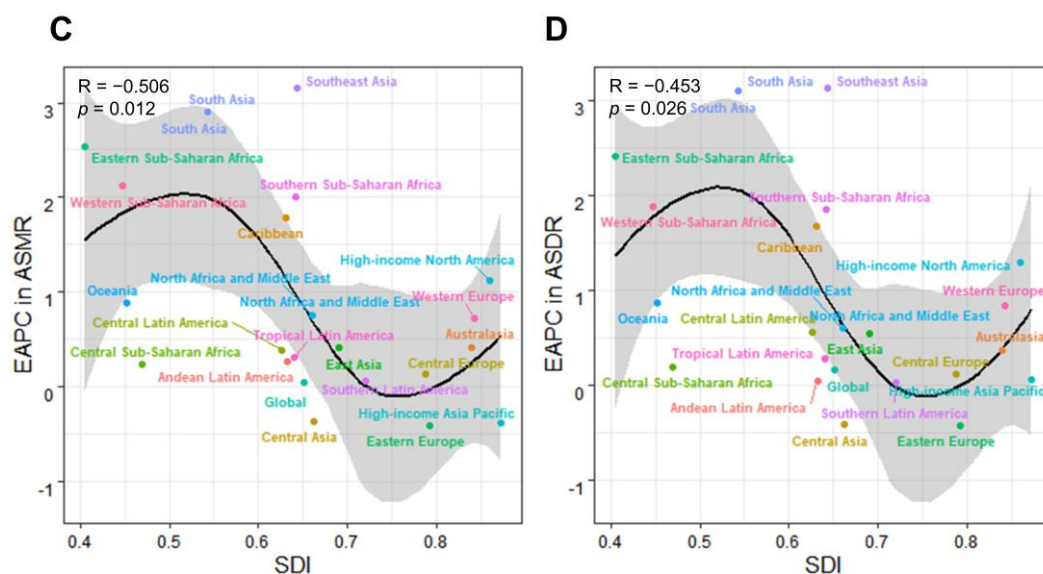 C
R = −0.506
p = 0.012
Southeast Asia
South Asia
South Asia
Eastern Sub-Saharan Africa
Southern Sub-Saharan Africa
Western Sub-Saharan Africa
Caribbean
High-income North America
North Africa and Middle East
Oceania
North Africa and Middle East
Western Europe
Central Latin America
Tropical Latin America
Australasia
Central Sub-Saharan Africa
East Asia
Central Europe
Andean Latin America
Southern Latin America
Global
High-income Asia Pacific
Central Asia
Eastern Europe
3
2
1
0
-1
EAPC in ASMR
0.4 0.5 0.6 0.7 0.8
SDI
D
R = −0.453
p = 0.026
South Asia
Southeast Asia
South Asia
Eastern Sub-Saharan Africa
Southern Sub-Saharan Africa
Western Sub-Saharan Africa
Caribbean
High-income North America
North Africa and Middle East
Western Europe
Oceania
Central Latin America
North Africa and Middle East
Australasia
Tropical Latin America
East Asia
Central Europe
Central Sub-Saharan Africa
Global
High-income Asia Pacific
Andean Latin America
Southern Latin America
Central Asia
Eastern Europe
3
2
1
0
-1
EAPC in ASDR
0.4 0.5 0.6 0.7 0.8
SDI